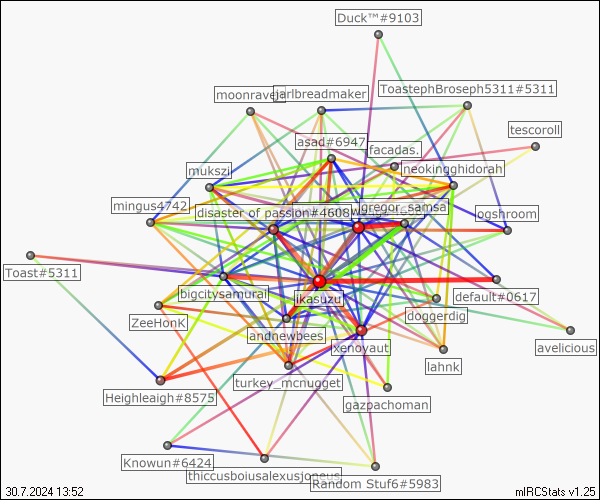 Duck™#9103
moonrave
jarlbreadmaker
ToastephBroseph5311#5311
tescoroll
asad#6947
facadas.
neokingghidorah
mukszi
mingus4742
disaster of passion#4608
gregor_samsa
ogshroom
Toast#5311
bigcitysamurai
ikasuzu
default#0617
ZeeHonK
andrewbees
doggerdig
xenoyaut
avelicious
lahnk
turkey_mcnugget
Heighleaigh#8575
gazpachoman
Knowun#6424
thiccusboiusalexusjoneus
Random Stuf6#5983
30.7.2024 13:52
mIRCStats v1.25